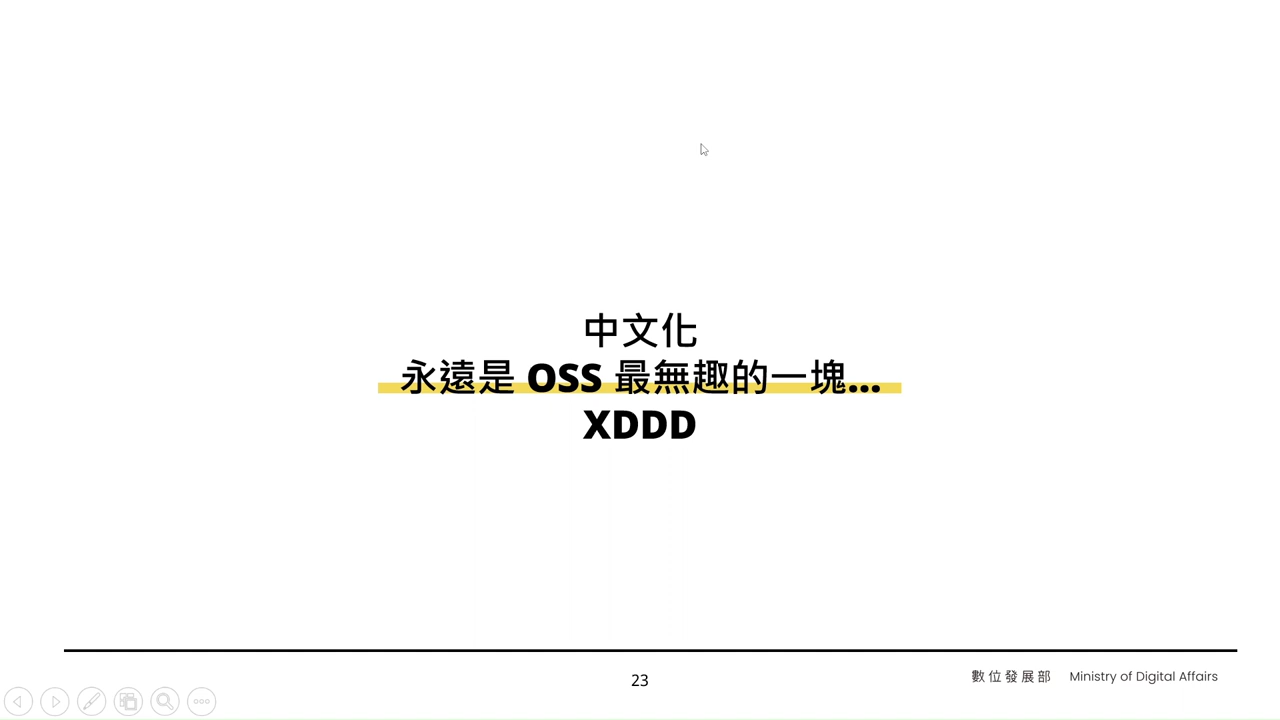 中文化
永遠是 OSS 最無趣的一塊...
XDDD
23
數位發展部 Ministry of Digital Affairs